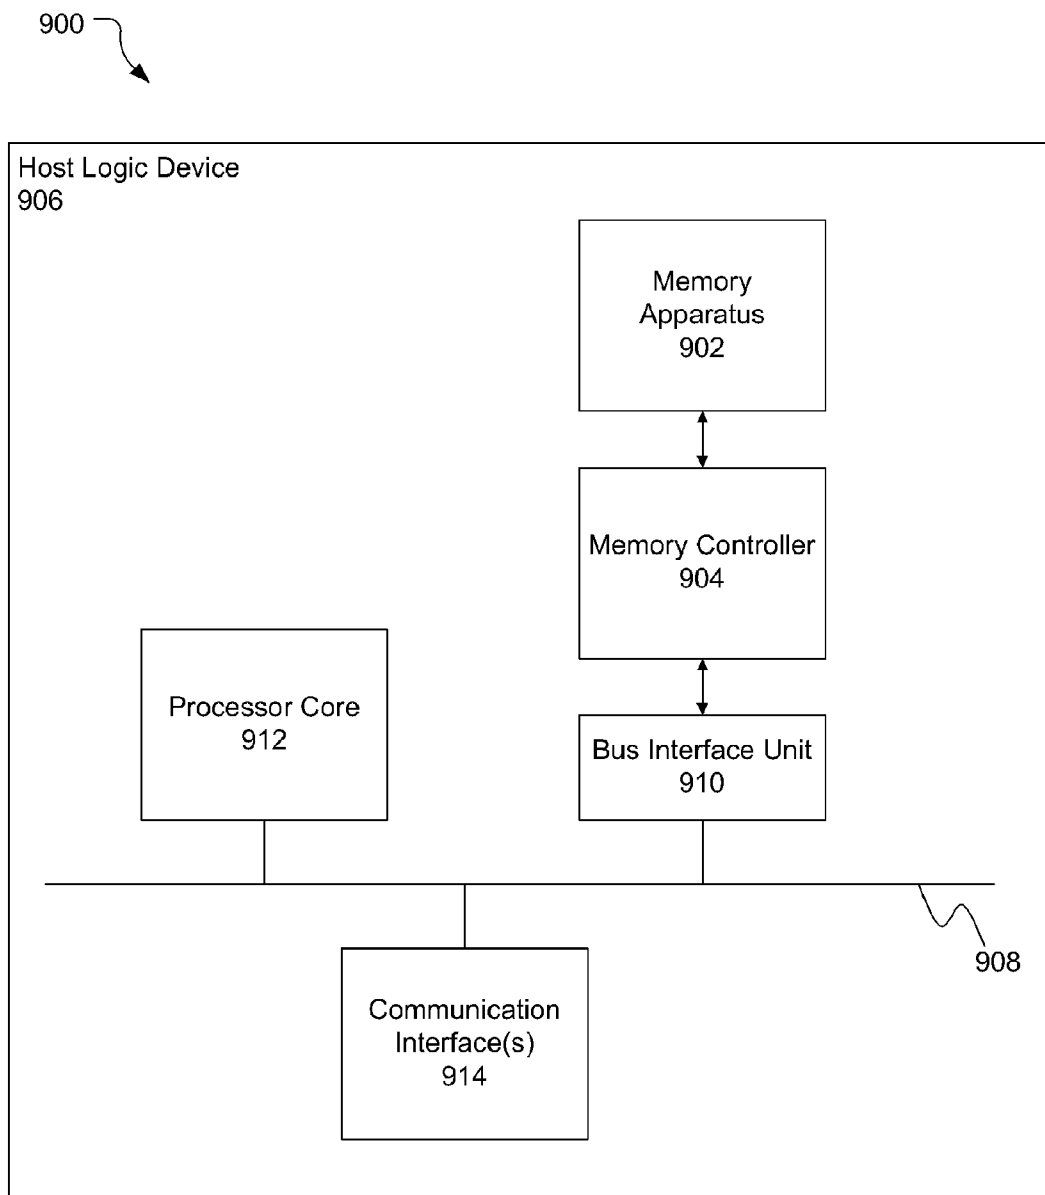 900
Host Logic Device
906
Memory
Apparatus
902
Memory Controller
904
Processor Core
912
Bus Interface Unit
910
908
Communication
Interface(s)
914